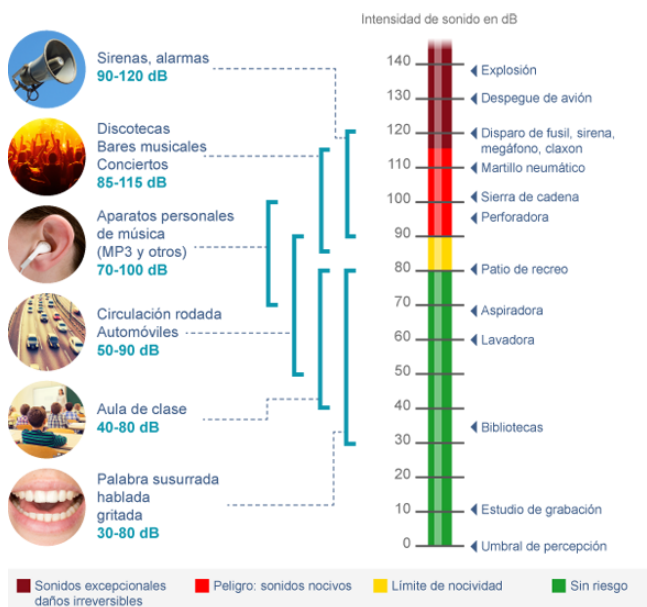 Intensidad de sonido en dB
Sirenas, alarmas
90-120 dB
Discotecas
Bares musicales
Conciertos
85-115 dB
Aparatos personales
de música
(MP3 y otros)
70-100 dB
Circulación rodada
Automóviles
50-90 dB
Aula de clase
40-80 dB
Palabra susurrada
hablada
gritada
30-80 dB
140
130
120
110
100
90
80
70
60
50
40
30
20
10
0
Explosión
Despegue de avión
Disparo de fusil, sirena,
megáfono, claxon
Martillo neumático
Sierra de cadena
Perforadora
Patio de recreo
Aspiradora
Lavadora
Bibliotecas
Estudio de grabación
Umbral de percepción
Sonidos excepcionales
daños irreversibles
Peligro: sonidos nocivos
Límite de nocividad
Sin riesgo